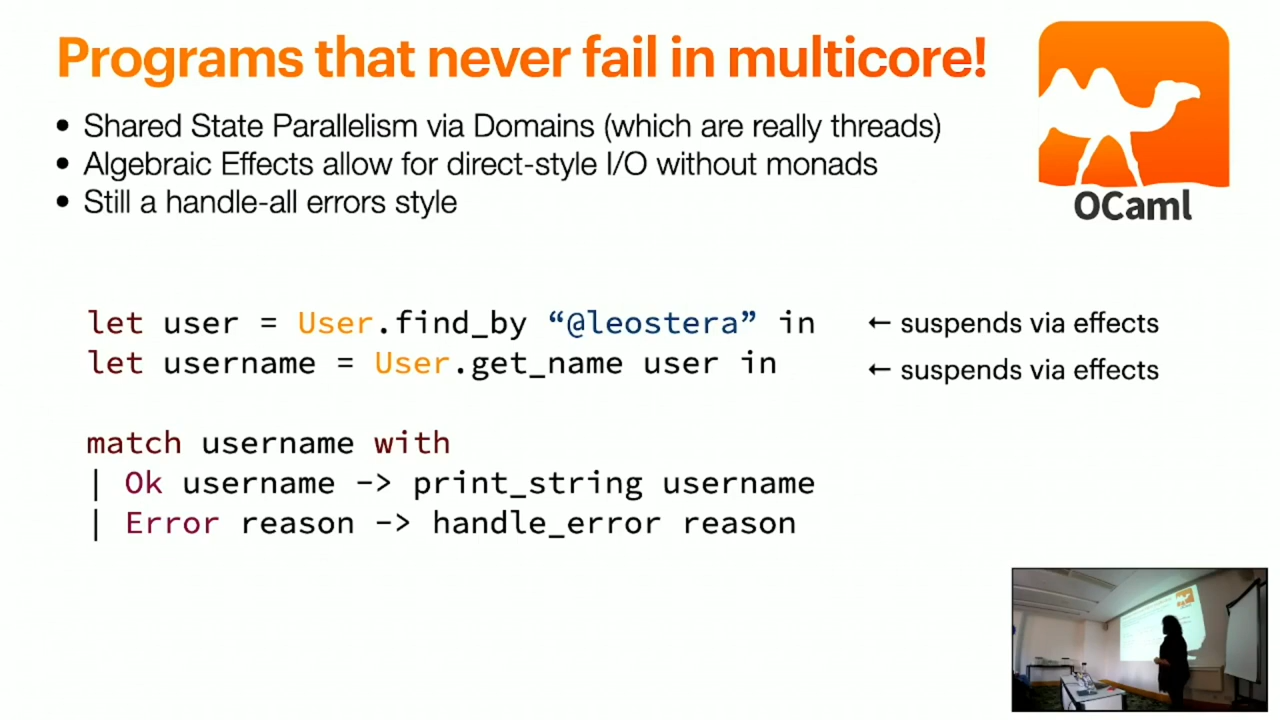 Programs that never fail in multicore!
• Shared State Parallelism via Domains (which are really threads)
• Algebraic Effects allow for direct-style I/O without monads
• Still a handle-all errors style
OCaml
let user = User.find_by “@leostera” in ← suspends via effects
let username = User.get_name user in ← suspends via effects
match username with
| Ok username -> print_string username
| Error reason -> handle_error reason